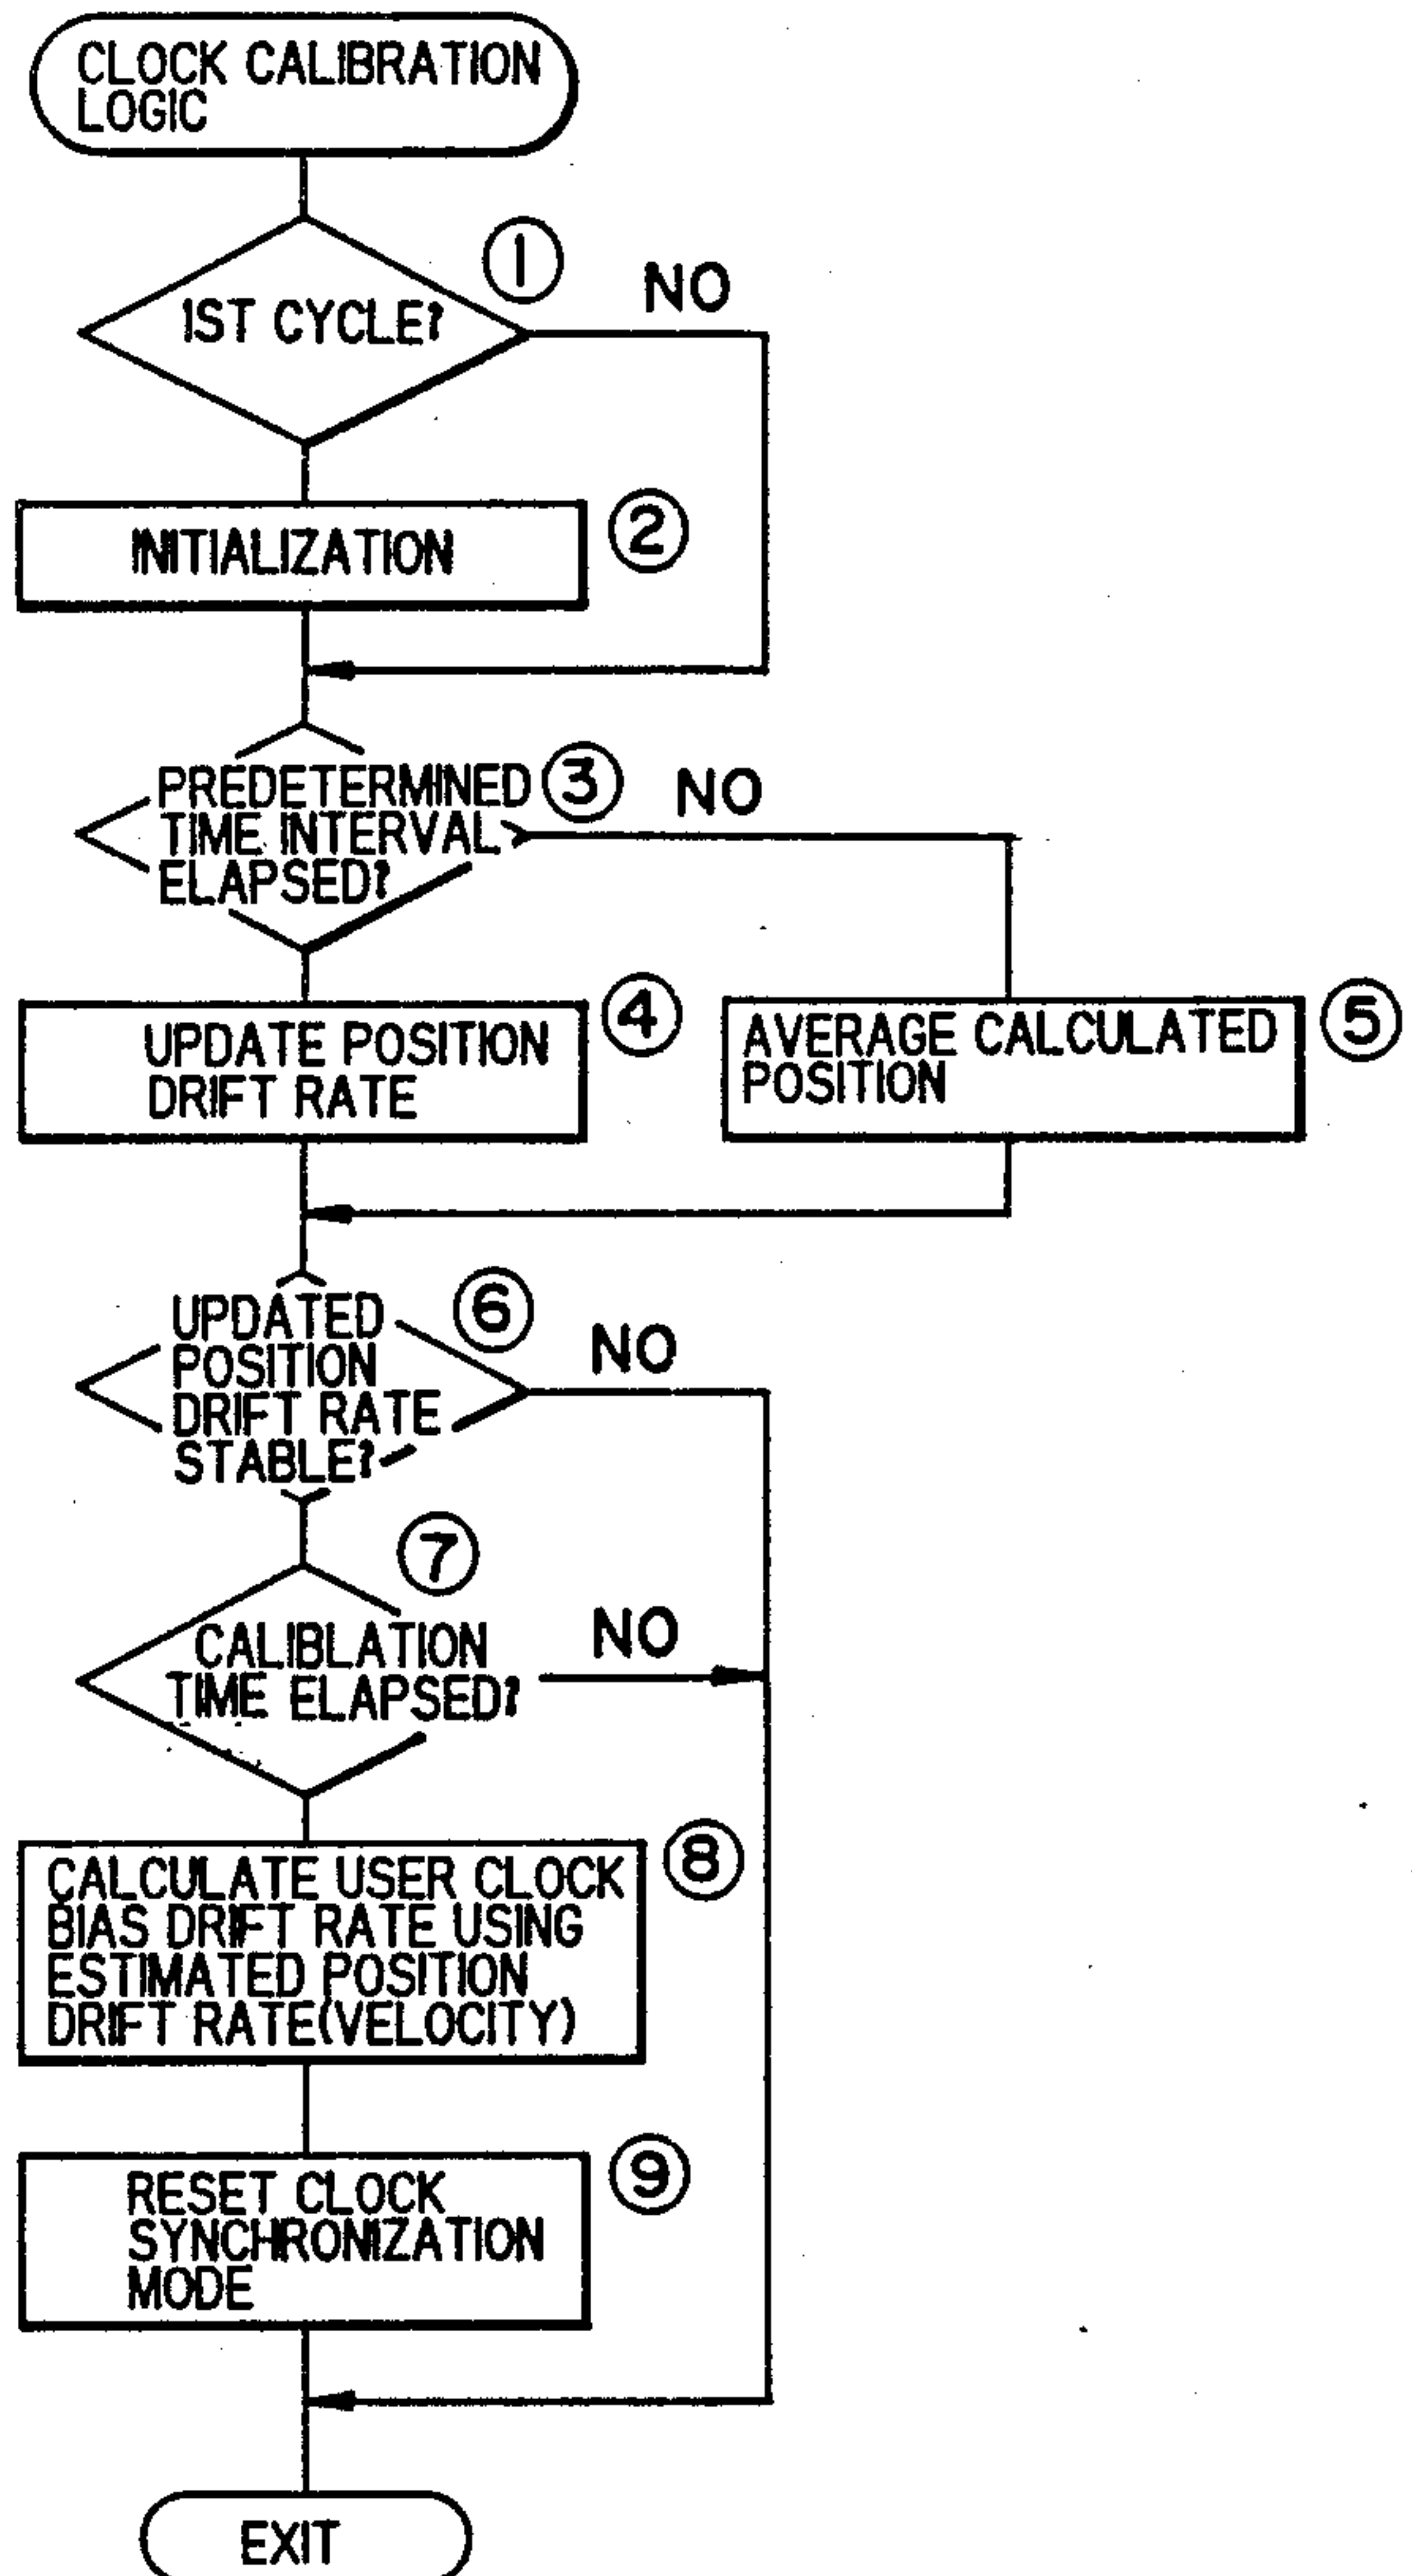 CLOCK CALIBRATION
LOGIC
①
NO
1ST CYCLE?
②
INITIALIZATION
③
NO
PREDETERMINED
TIME INTERVAL
ELAPSED?
④
UPDATE POSITION
DRIFT RATE
⑤
AVERAGE CALCULATED
POSITION
⑥
NO
UPDATED
POSITION
DRIFT RATE
STABLE?
⑦
NO
CALIBLATION
TIME ELAPSED?
⑧
CALCULATE USER CLOCK
BIAS DRIFT RATE USING
ESTIMATED POSITION
DRIFT RATE(VELOCITY)
⑨
RESET CLOCK
SYNCHRONIZATION
MODE
EXIT